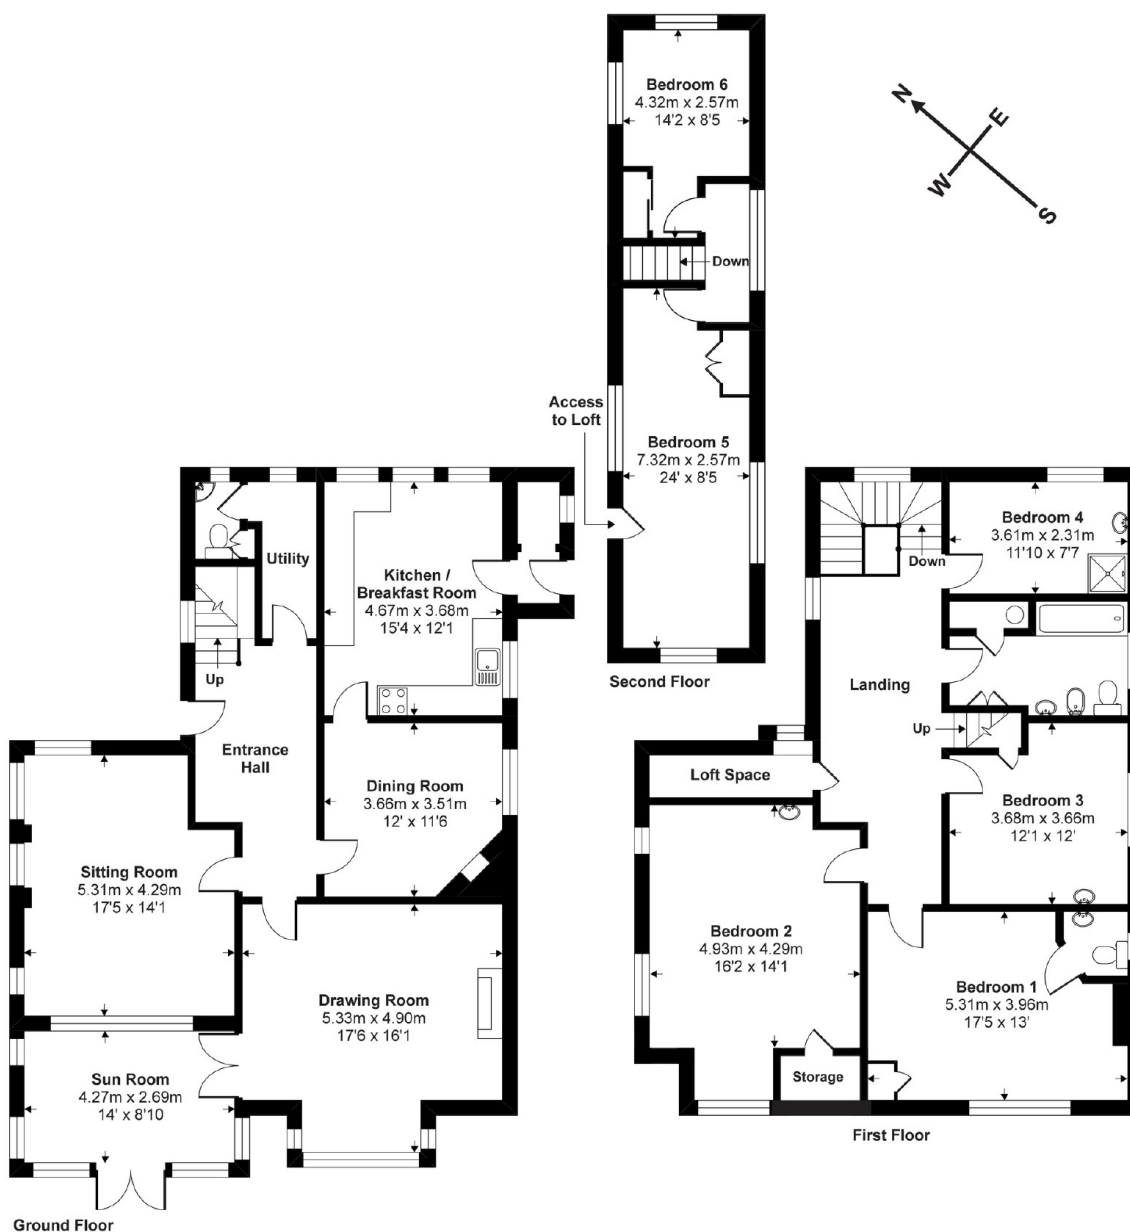 Bedroom 6
4.32m x 2.57m
14'2 x 8'5
N
E
W
S
Down
Access
to Loft
Bedroom 5
7.32m x 2.57m
24' x 8'5
Second Floor
Utility
Kitchen /
Breakfast Room
4.67m x 3.68m
15'4 x 12'1
Up
Entrance
Hall
Dining Room
3.66m x 3.51m
12' x 11'6
Sitting Room
5.31m x 4.29m
17'5 x 14'1
Drawing Room
5.33m x 4.90m
17'6 x 16'1
Sun Room
4.27m x 2.69m
14' x 8'10
Ground Floor
Bedroom 4
3.61m x 2.31m
11'10 x 7'7
Down
Landing
Up
Loft Space
Bedroom 3
3.68m x 3.66m
12'1 x 12'
Bedroom 2
4.93m x 4.29m
16'2 x 14'1
Bedroom 1
5.31m x 3.96m
17'5 x 13'
Storage
First Floor